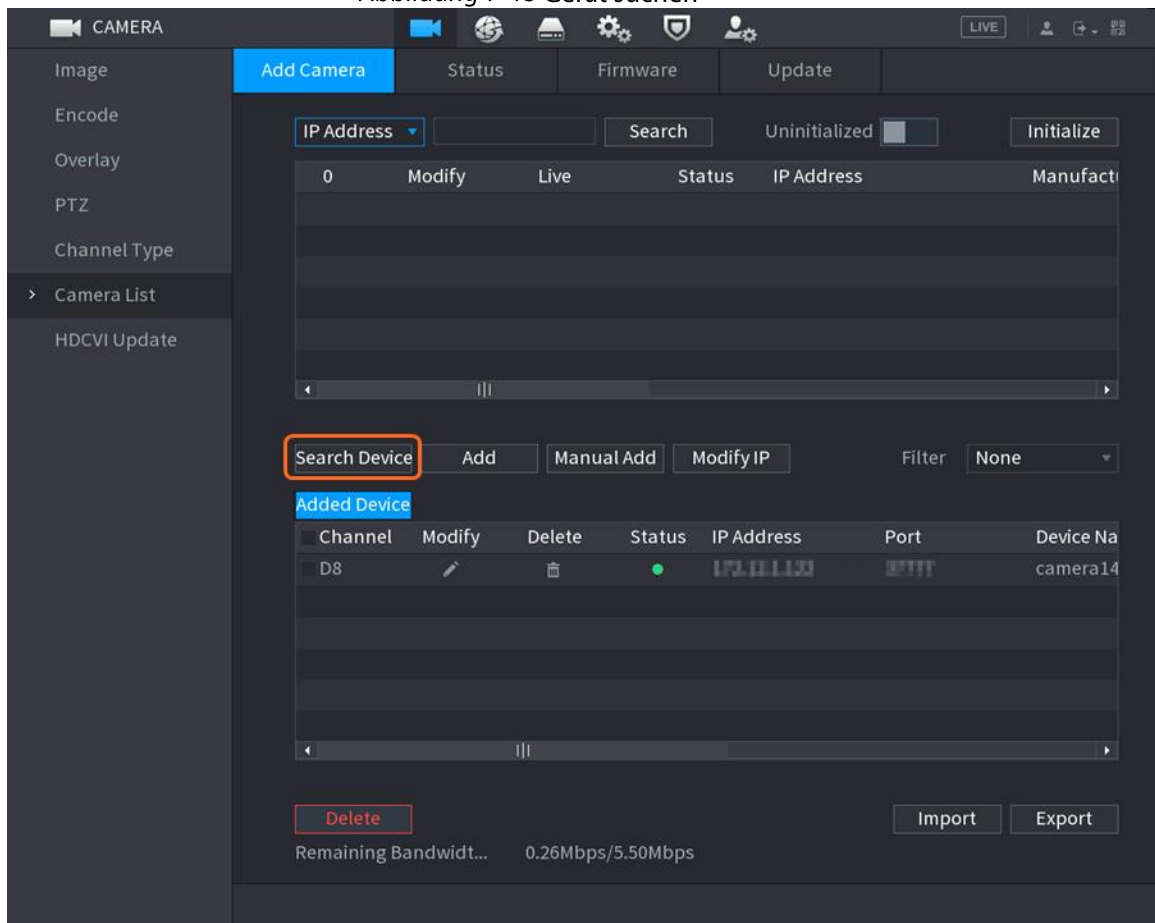 CAMERA
LIVE
Image
Encode
Overlay
PTZ
Channel Type
Camera List
HDCVI Update
Add Camera Status Firmware Update
IP Address Search Uninitialized Initialize
0 Modify Live Status IP Address Manufactu
Search Device Add Manual Add Modify IP Filter None
Added Device
Channel Modify Delete Status IP Address Port Device Na
D8 camera14
Delete Import Export
Remaining Bandwidt... 0.26Mbps/5.50Mbps